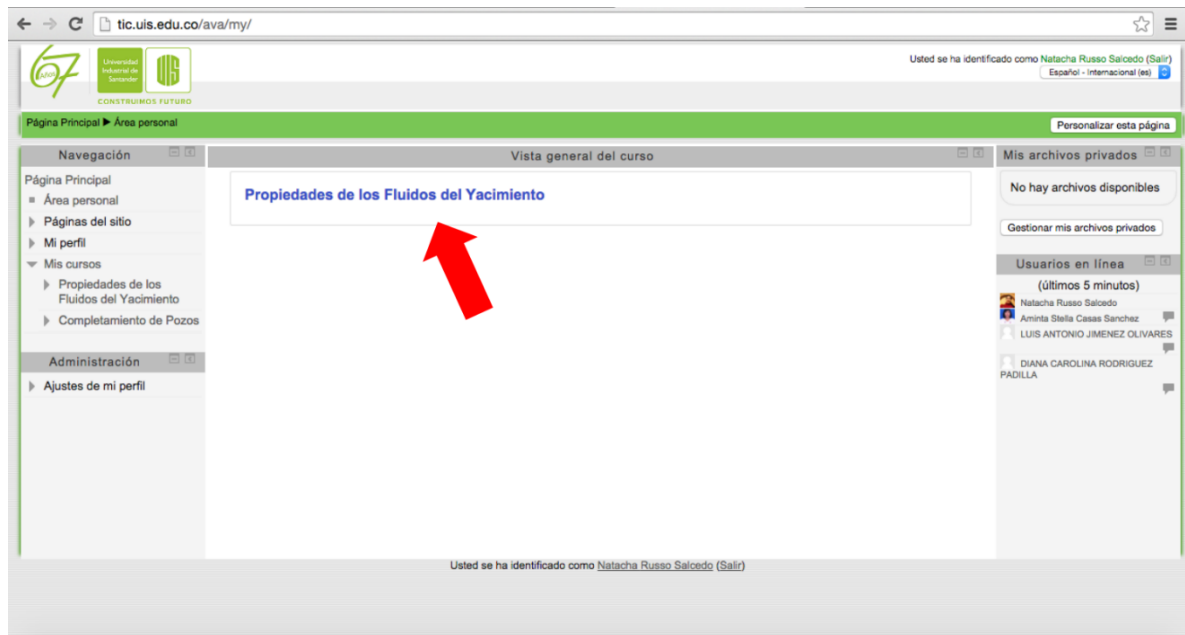 tic.uis.edu.co/ava/my/
67
AÑOS
Universidad
Industrial de
Santander
CONSTRUIMOS FUTURO
Usted se ha identificado como Natacha Russo Salcedo (Salir)
Español - Internacional (es)
Página Principal ▶ Área personal
Personalizar esta página
Navegación
Página Principal
Área personal
Páginas del sitio
Mi perfil
Mis cursos
Propiedades de los
Fluidos del Yacimiento
Completamiento de Pozos
Administración
Ajustes de mi perfil
Vista general del curso
Propiedades de los Fluidos del Yacimiento
Mis archivos privados
No hay archivos disponibles
Gestionar mis archivos privados
Usuarios en línea
(últimos 5 minutos)
Natacha Russo Salcedo
Aminta Stella Casas Sanchez
LUIS ANTONIO JIMENEZ OLIVARES
DIANA CAROLINA RODRIGUEZ
PADILLA
Usted se ha identificado como Natacha Russo Salcedo (Salir)